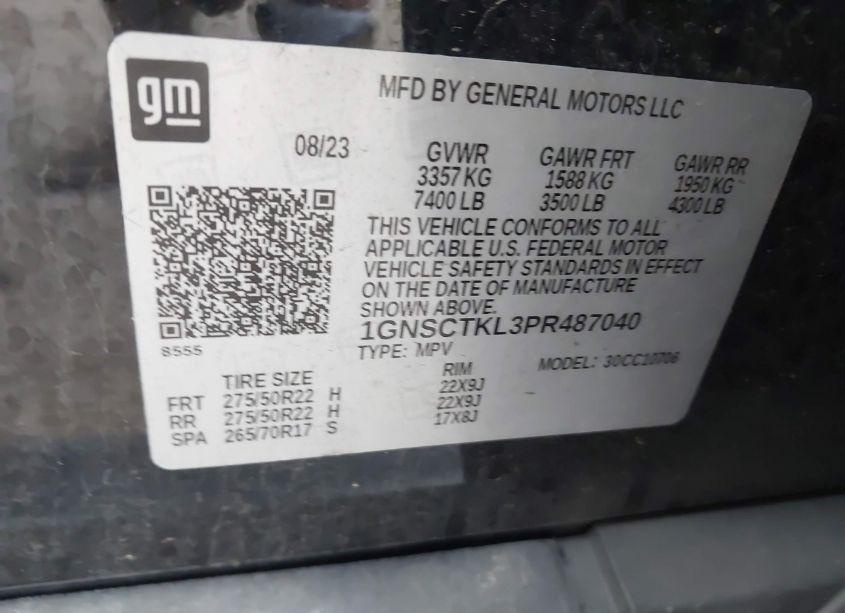 gm
MFD BY GENERAL MOTORS LLC
08/23 GVWR GAWR FRT GAWR RR
3357 KG 1588 KG 1950 KG
7400 LB 3500 LB 4300 LB
THIS VEHICLE CONFORMS TO ALL
APPLICABLE U.S. FEDERAL MOTOR
VEHICLE SAFETY STANDARDS IN EFFECT
ON THE DATE OF MANUFACTURE
SHOWN ABOVE.
1GNSCTKL3PR487040
8555
TYPE: MPV MODEL: 30CC10706
TIRE SIZE RIM
FRT 275/50R22 H 22X9J
RR 275/50R22 H 22X9J
SPA 265/70R17 S 17X8J